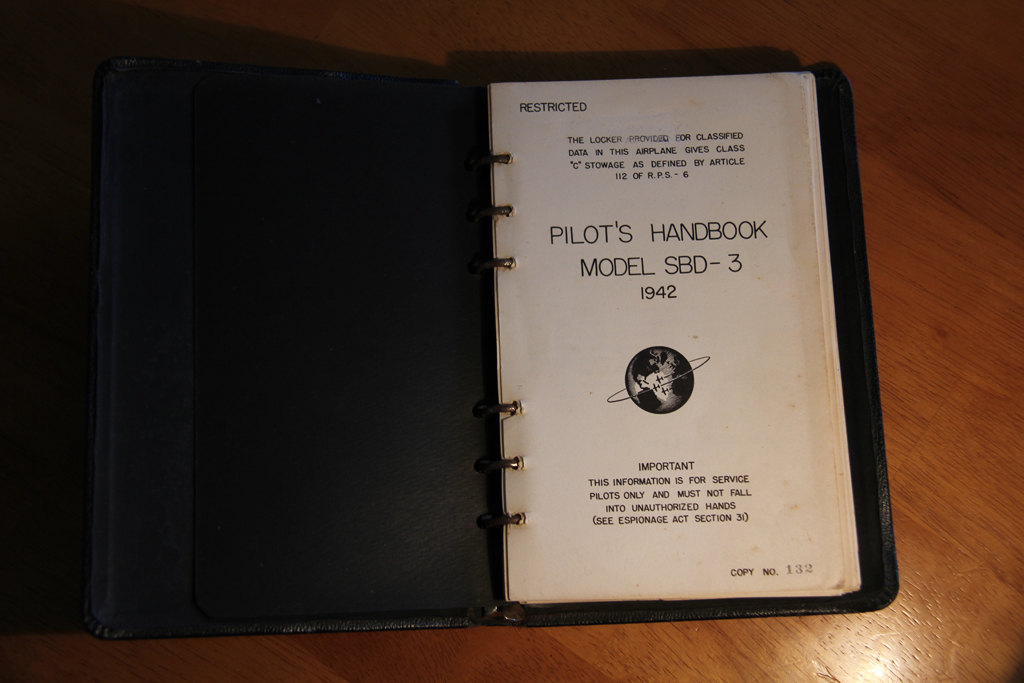 RESTRICTED
THE LOCKER PROVIDED FOR CLASSIFIED
DATA IN THIS AIRPLANE GIVES CLASS
"C" STOWAGE AS DEFINED BY ARTICLE
112 OF R.P.S. - 6
PILOT'S HANDBOOK
MODEL SBD-3
1942
IMPORTANT
THIS INFORMATION IS FOR SERVICE
PILOTS ONLY AND MUST NOT FALL
INTO UNAUTHORIZED HANDS
(SEE ESPIONAGE ACT SECTION 31)
COPY NO. 132